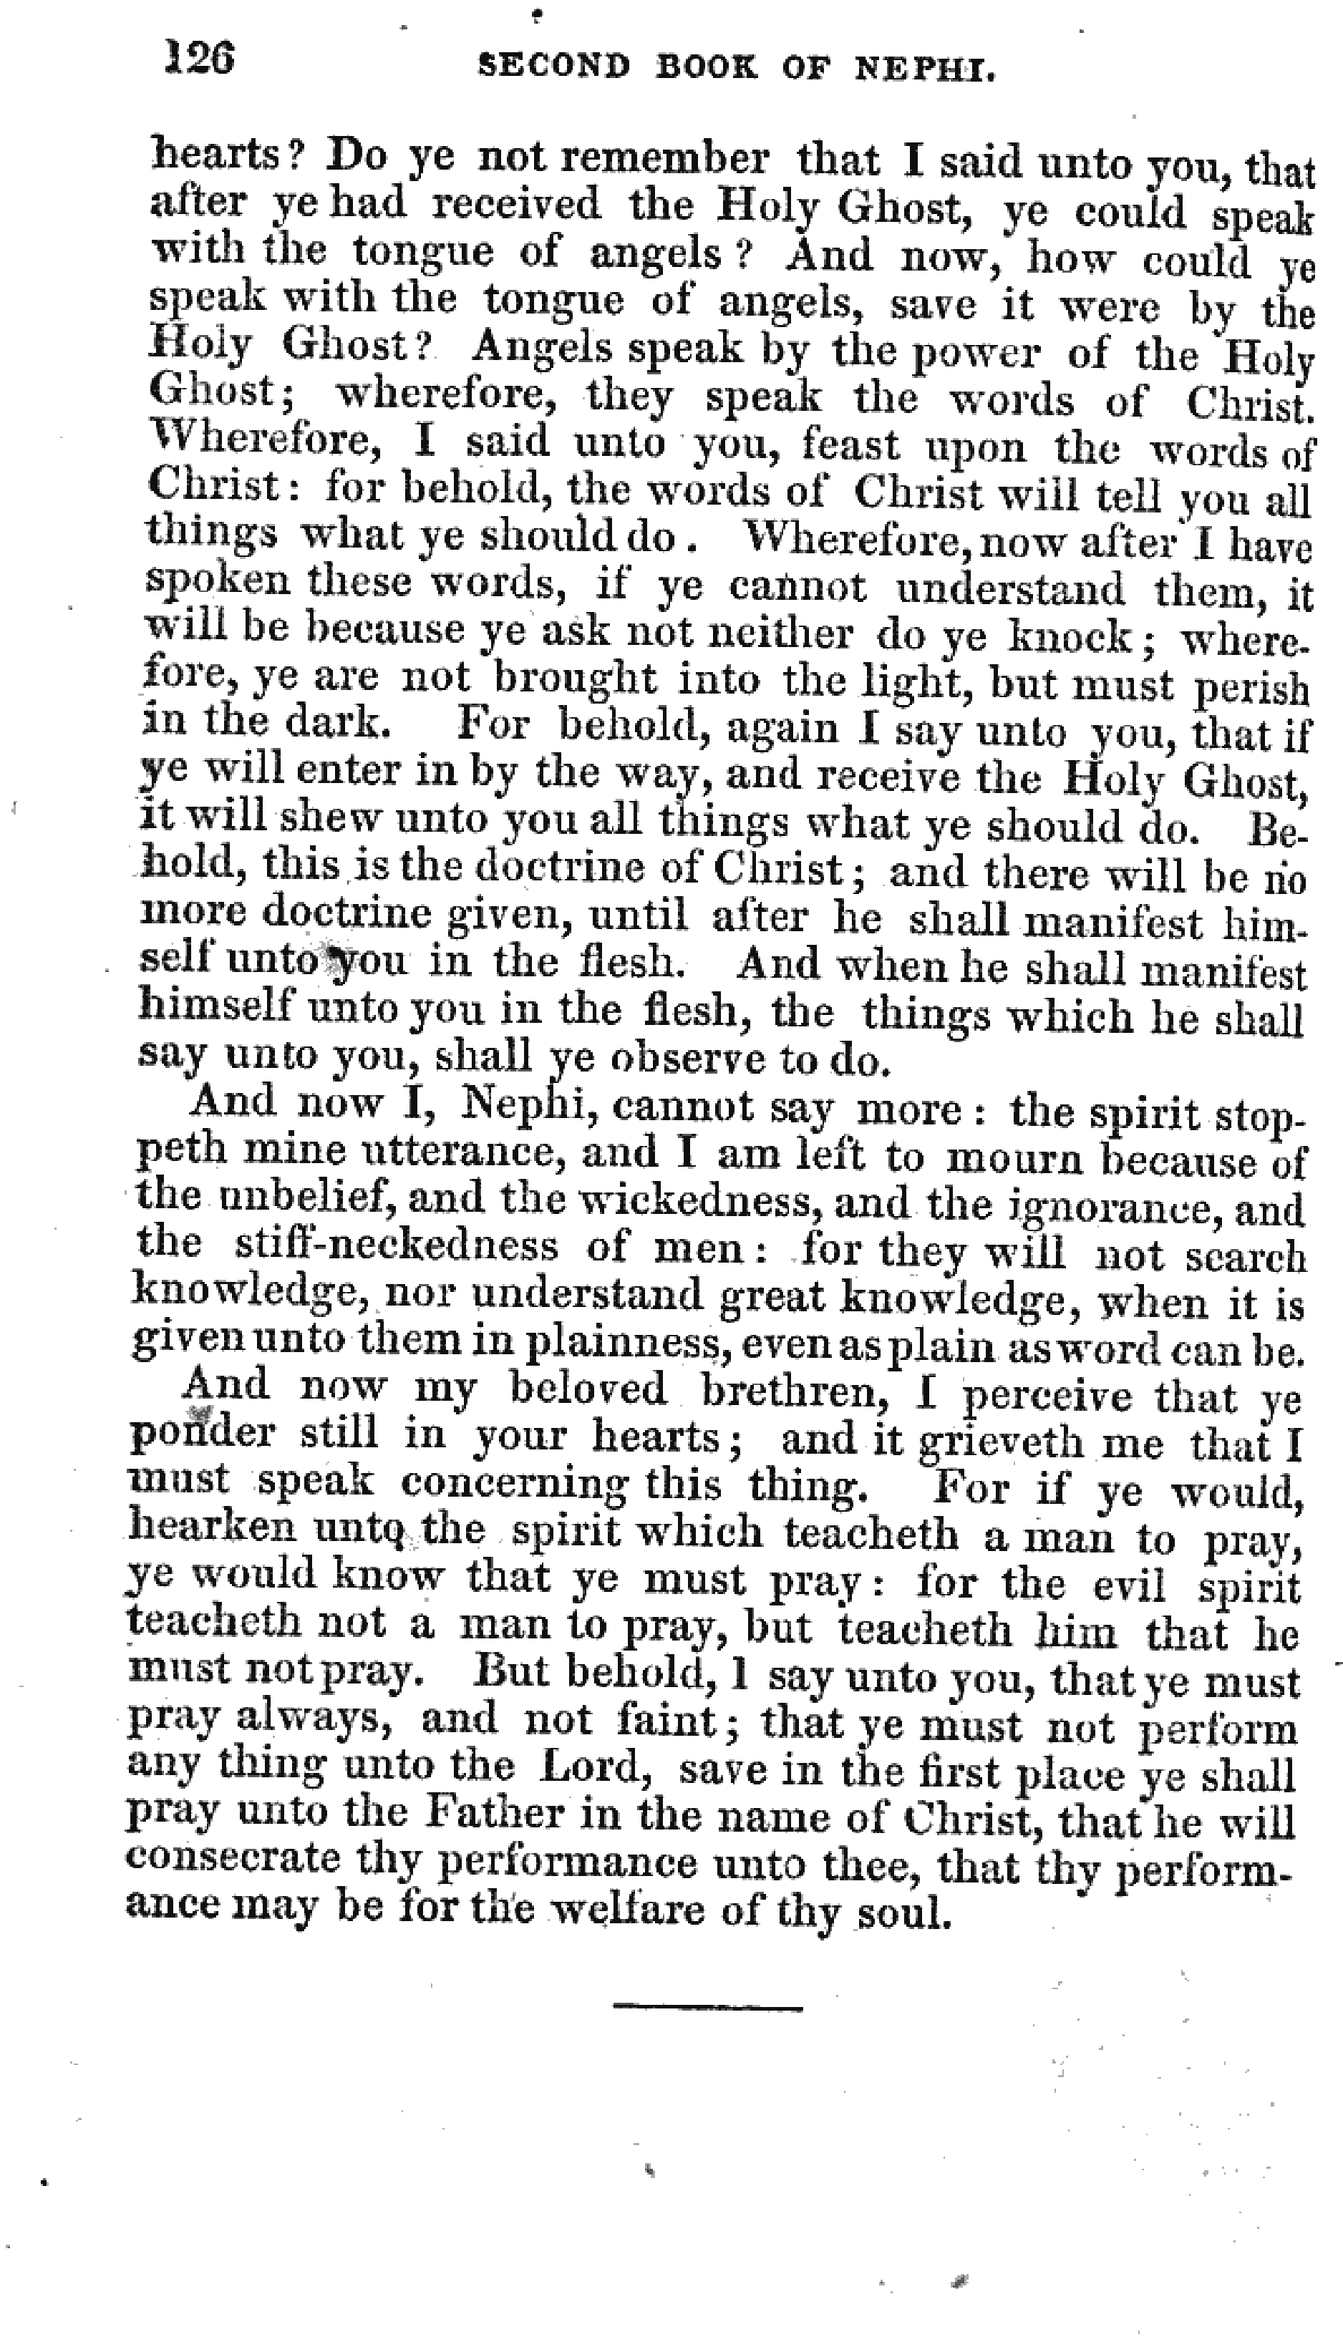 126 SECOND BOOK OF NEPHI.
hearts? Do ye not remember that I said unto you, that
after ye had received the Holy Ghost, ye could speak
with the tongue of angels? And now, how could ye
speak with the tongue of angels, save it were by the
Holy Ghost? Angels speak by the power of the Holy
Ghost; wherefore, they speak the words of Christ.
Wherefore, I said unto you, feast upon the words of
Christ: for behold, the words of Christ will tell you all
things what ye should do. Wherefore, now after I have
spoken these words, if ye cannot understand them, it
will be because ye ask not neither do ye knock; where-
fore, ye are not brought into the light, but must perish
in the dark. For behold, again I say unto you, that if
ye will enter in by the way, and receive the Holy Ghost,
it will shew unto you all things what ye should do. Be-
hold, this is the doctrine of Christ; and there will be no
more doctrine given, until after he shall manifest him-
self unto you in the flesh. And when he shall manifest
himself unto you in the flesh, the things which he shall
say unto you, shall ye observe to do.
And now I, Nephi, cannot say more: the spirit stop-
peth mine utterance, and I am left to mourn because of
the unbelief, and the wickedness, and the ignorance, and
the stiff-neckedness of men: for they will not search
knowledge, nor understand great knowledge, when it is
given unto them in plainness, even as plain as word can be.
And now my beloved brethren, I perceive that ye
ponder still in your hearts; and it grieveth me that I
must speak concerning this thing. For if ye would,
hearken unto the spirit which teacheth a man to pray,
ye would know that ye must pray: for the evil spirit
teacheth not a man to pray, but teacheth him that he
must not pray. But behold, I say unto you, that ye must
pray always, and not faint; that ye must not perform
any thing unto the Lord, save in the first place ye shall
pray unto the Father in the name of Christ, that he will
consecrate thy performance unto thee, that thy perform-
ance may be for the welfare of thy soul.